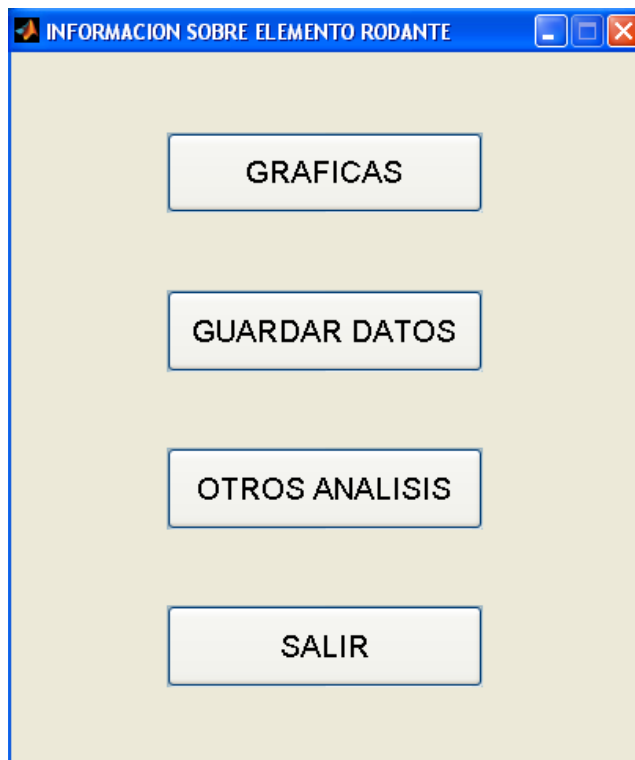 INFORMACION SOBRE ELEMENTO RODANTE
GRAFICAS
GUARDAR DATOS
OTROS ANALISIS
SALIR